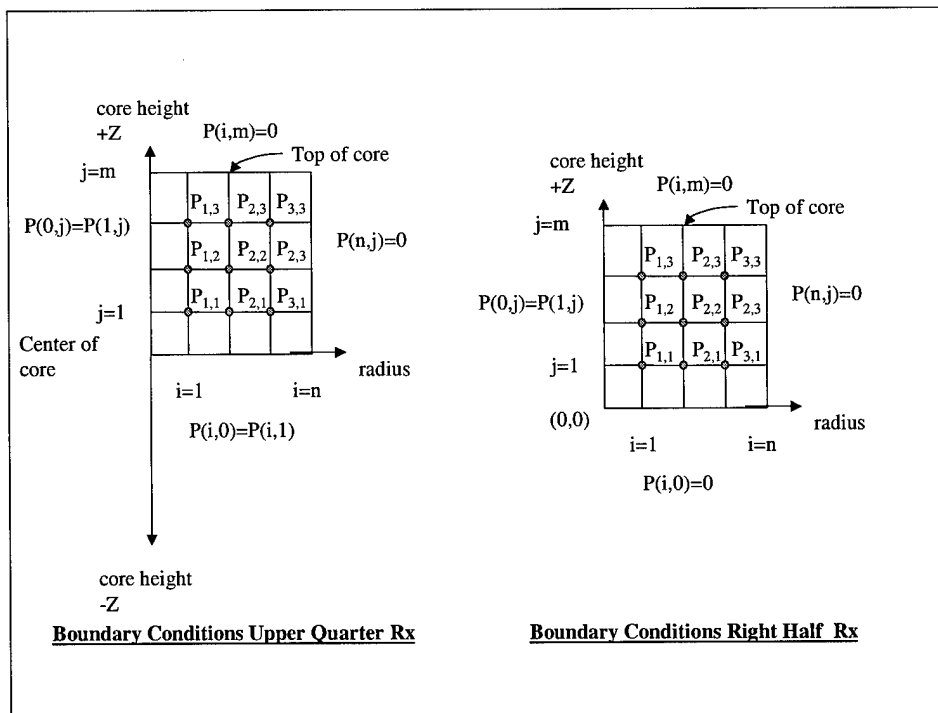 core height
+Z
P(i,m)=0
Top of core
j=m
P1,3 P2,3 P3,3
P(0,j)=P(1,j)
P(n,j)=0
P1,2 P2,2 P2,3
j=1
P1,1 P2,1 P3,1
Center of
core
radius
i=1 i=n
P(i,0)=P(i,1)
core height
-Z
Boundary Conditions Upper Quarter Rx
core height
+Z
P(i,m)=0
Top of core
j=m
P1,3 P2,3 P3,3
P(0,j)=P(1,j)
P(n,j)=0
P1,2 P2,2 P2,3
j=1
P1,1 P2,1 P3,1
(0,0)
radius
i=1 i=n
P(i,0)=0
Boundary Conditions Right Half Rx